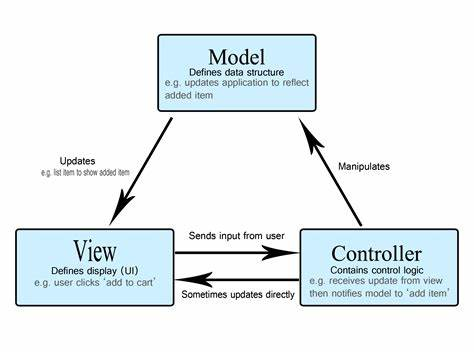 Model
Defines data structure
e.g. updates application to reflect
added item
Updates
e.g. list item to show added item
Manipulates
View
Defines display (UI)
e.g. user clicks 'add to cart'
Sends input from user
Sometimes updates directly
Controller
Contains control logic
e.g. receives update from view
then notifies model to 'add item'